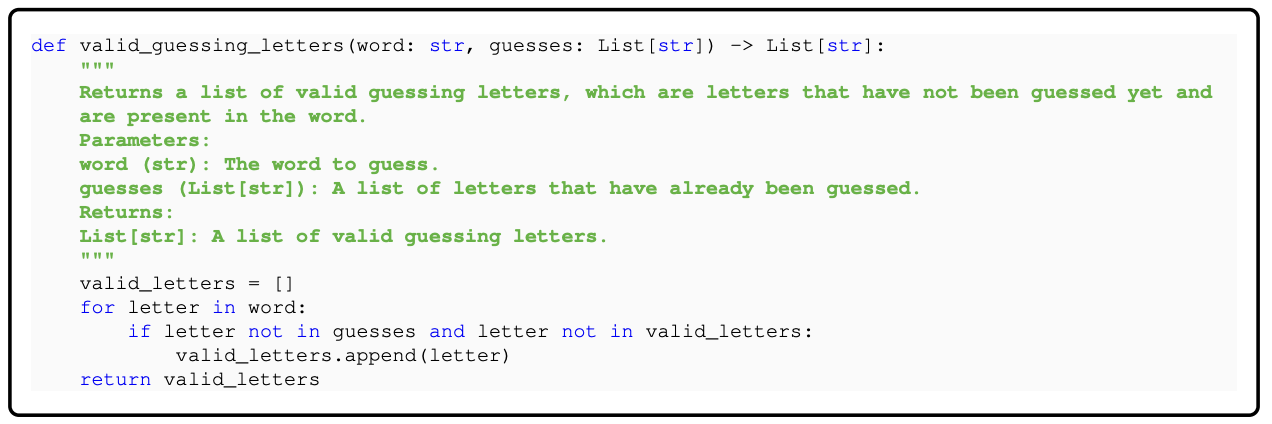 def valid_guessing_letters(word: str, guesses: List[str]) -> List[str]:
    """
    Returns a list of valid guessing letters, which are letters that have not been guessed yet and
    are present in the word.
    Parameters:
    word (str): The word to guess.
    guesses (List[str]): A list of letters that have already been guessed.
    Returns:
    List[str]: A list of valid guessing letters.
    """
    valid_letters = []
    for letter in word:
        if letter not in guesses and letter not in valid_letters:
            valid_letters.append(letter)
    return valid_letters